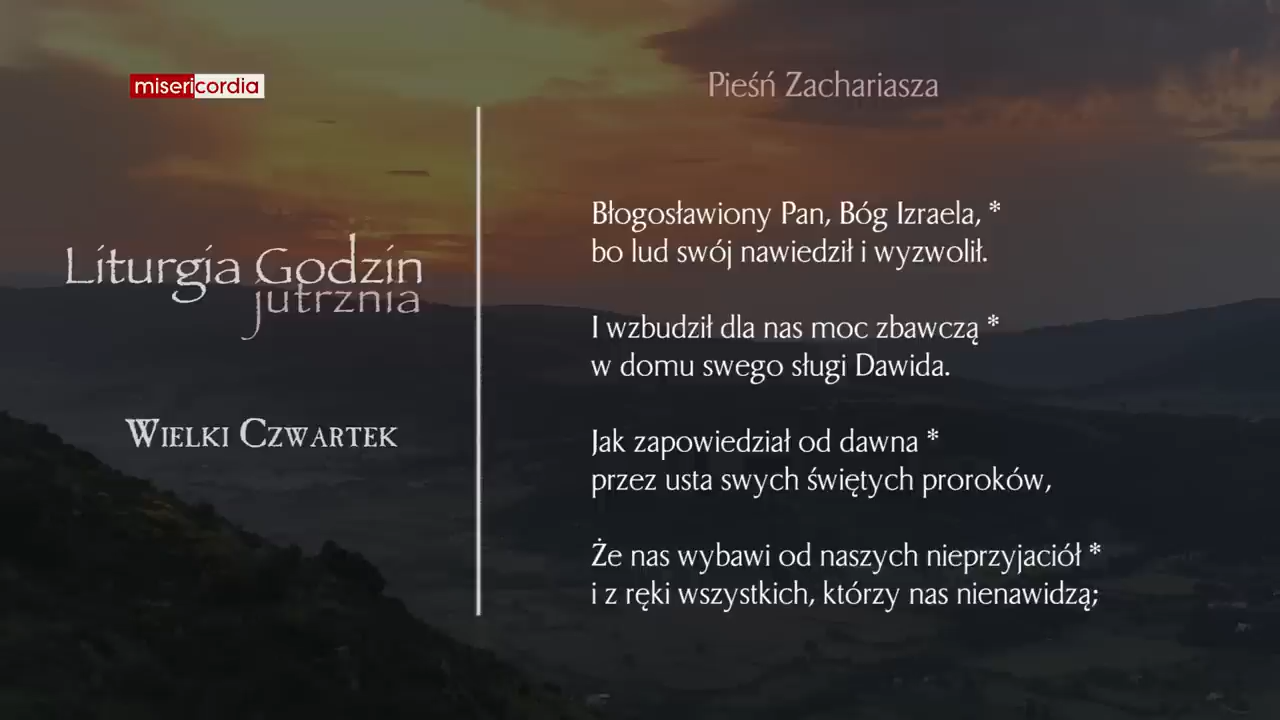 misericordia
Liturgia Godzin
jutrznia
Wielki Czwartek
Pieśń Zachariasza
Błogosławiony Pan, Bóg Izraela, *
bo lud swój nawiedził i wyzwolił.
I wzbudził dla nas moc zbawczą *
w domu swego sługi Dawida.
Jak zapowiedział od dawna *
przez usta swych świętych proroków,
Że nas wybawi od naszych nieprzyjaciół *
i z ręki wszystkich, którzy nas nienawidzą;